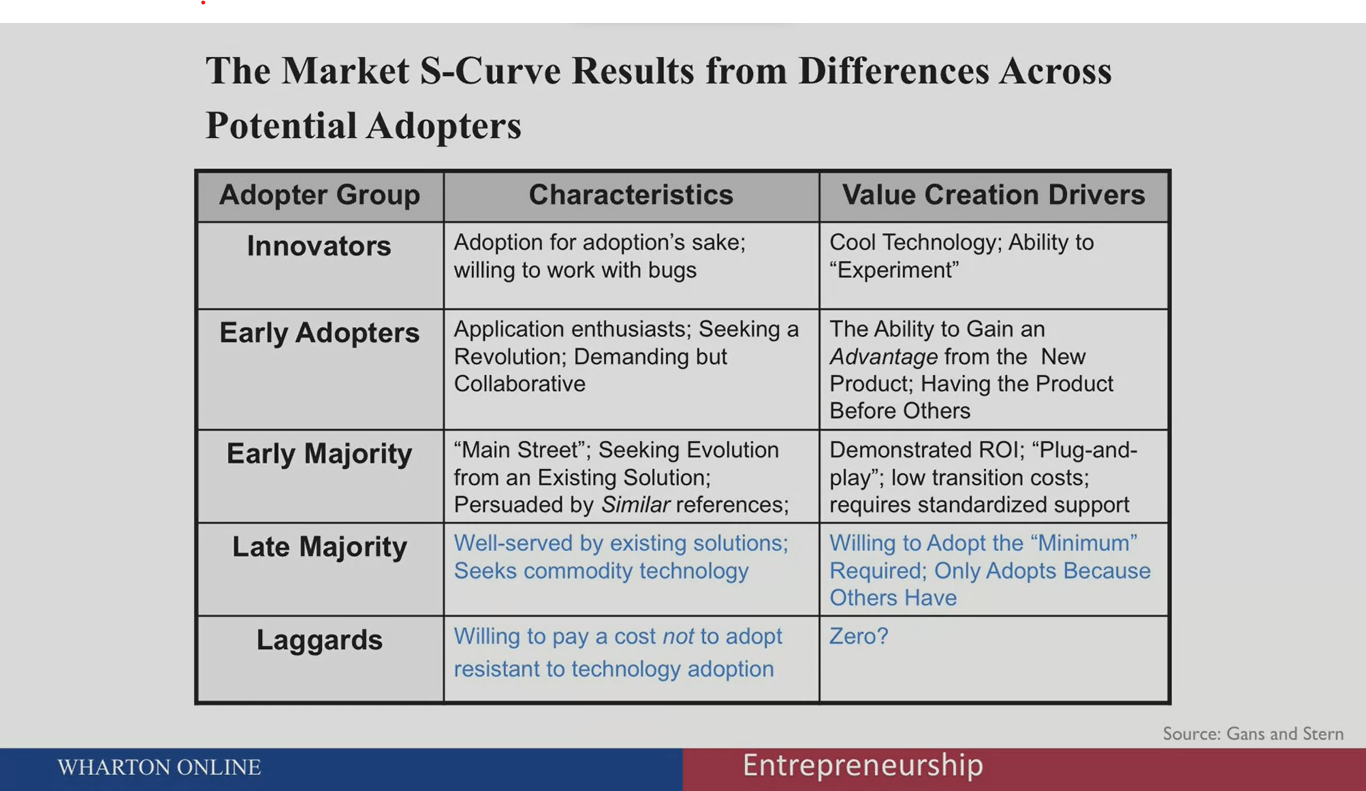 The Market S-Curve Results from Differences Across
Potential Adopters
Adopter Group
Characteristics
Value Creation Drivers
Innovators
Adoption for adoption’s sake;
willing to work with bugs
Cool Technology; Ability to
“Experiment”
Early Adopters
Application enthusiasts; Seeking a
Revolution; Demanding but
Collaborative
The Ability to Gain an
Advantage from the New
Product; Having the Product
Before Others
Early Majority
“Main Street”; Seeking Evolution
from an Existing Solution;
Persuaded by Similar references;
Demonstrated ROI; “Plug-and-
play”; low transition costs;
requires standardized support
Late Majority
Well-served by existing solutions;
Seeks commodity technology
Willing to Adopt the “Minimum”
Required; Only Adopts Because
Others Have
Laggards
Willing to pay a cost not to adopt
resistant to technology adoption
Zero?
Source: Gans and Stern
WHARTON ONLINE
Entrepreneurship